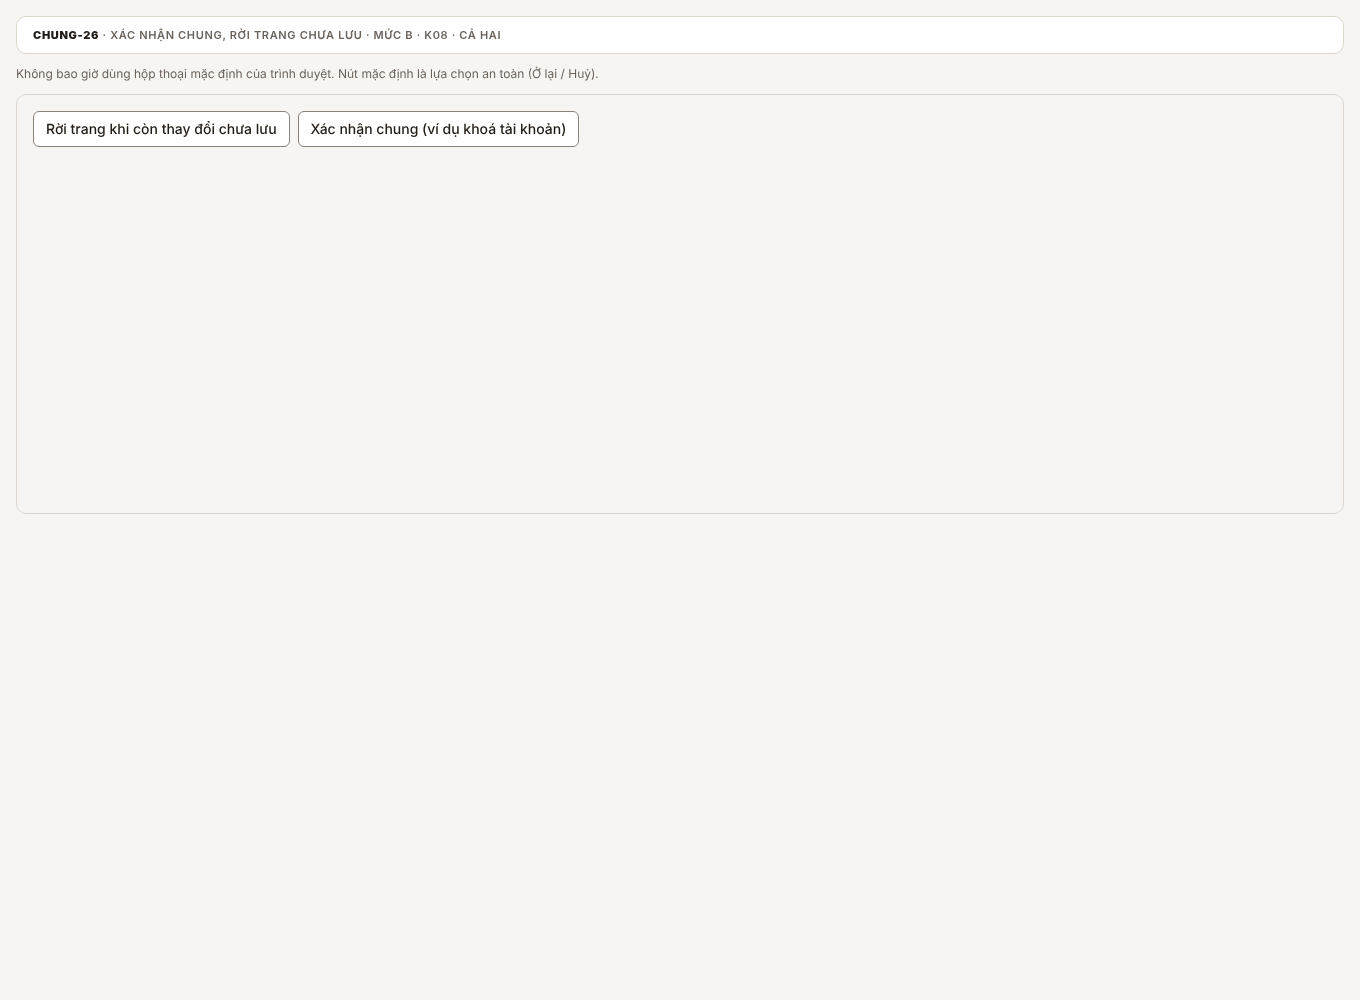 CHUNG-26 · XÁC NHẬN CHUNG, RỜI TRANG CHƯA LƯU · MỨC B · K08 · CẢ HAI
Không bao giờ dùng hộp thoại mặc định của trình duyệt. Nút mặc định là lựa chọn an toàn (Ở lại / Huỷ).
Rời trang khi còn thay đổi chưa lưu
Xác nhận chung (ví dụ khoá tài khoản)